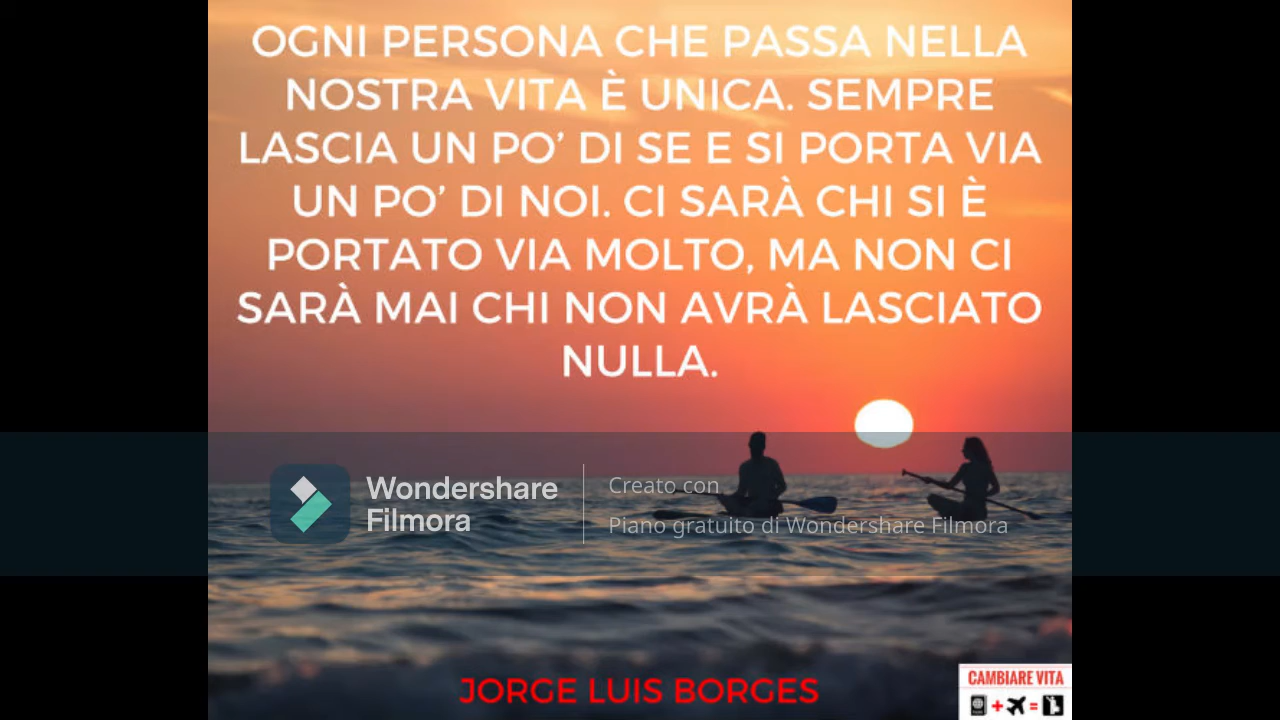 OGNI PERSONA CHE PASSA NELLA
NOSTRA VITA È UNICA. SEMPRE
LASCIA UN PO’ DI SE E SI PORTA VIA
UN PO’ DI NOI. CI SARÀ CHI SI È
PORTATO VIA MOLTO, MA NON CI
SARÀ MAI CHI NON AVRÀ LASCIATO
NULLA.
Wondershare
Filmora
Creato con
Piano gratuito di Wondershare Filmora
JORGE LUIS BORGES
CAMBIARE VITA
+ =